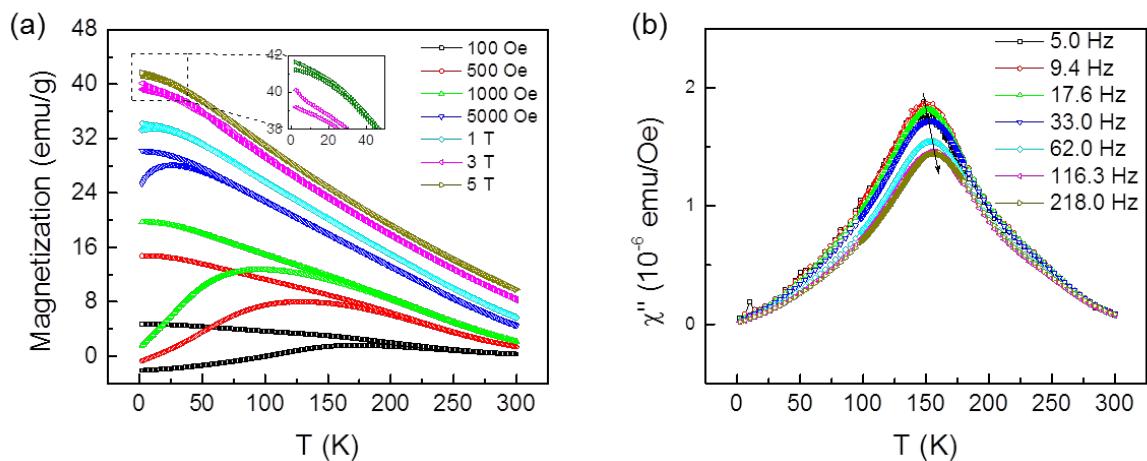 (a)
48
40
32
24
16
8
0
Magnetization (emu/g)
0 50 100 150 200 250 300
T (K)
100 Oe
500 Oe
1000 Oe
5000 Oe
1 T
3 T
5 T
42
40
38
0 20 40
(b)
2
1
0
χ'' (10⁻⁶ emu/Oe)
0 50 100 150 200 250 300
T (K)
5.0 Hz
9.4 Hz
17.6 Hz
33.0 Hz
62.0 Hz
116.3 Hz
218.0 Hz